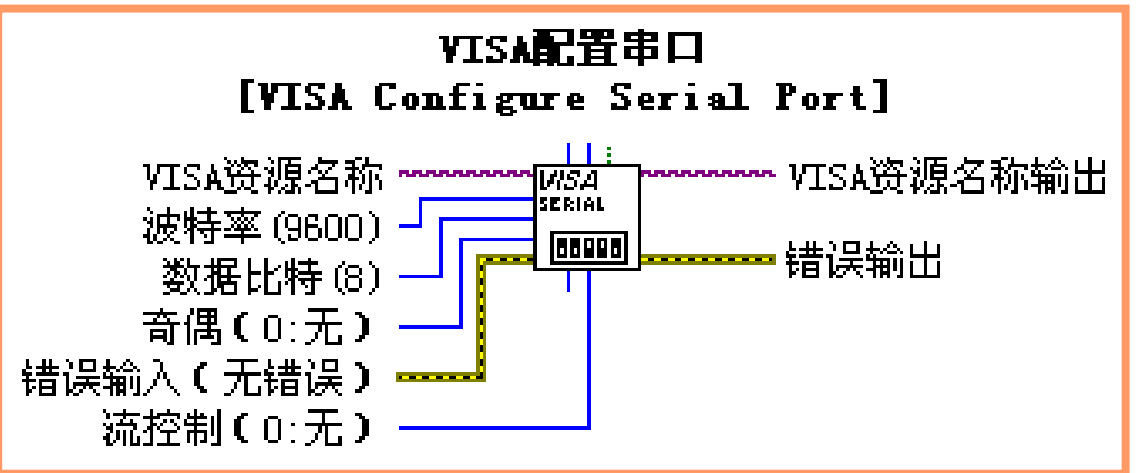 VISA配置串口
[VISA Configure Serial Port]
VISA资源名称
VISA
SERIAL
VISA资源名称输出
波特率(9600)
数据比特(8)
错误输出
奇偶(0:无)
错误输入(无错误)
流控制(0:无)